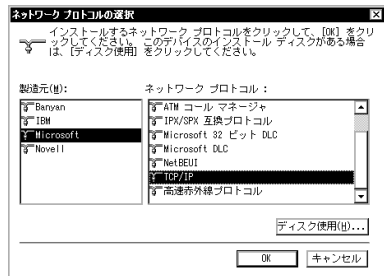 ネットワーク プロトコルの選択
インストールするネットワーク プロトコルをクリックして、[OK] をクリ
ックしてください。 このデバイスのインストール ディスクがある場合
は、[ディスク使用] をクリックしてください。
製造元(M):
Banyan
IBM
Microsoft
Novell
ネットワーク プロトコル :
ATM コール マネージャ
IPX/SPX 互換プロトコル
Microsoft 32 ビット DLC
Microsoft DLC
NetBEUI
TCP/IP
高速赤外線プロトコル
ディスク使用(H)...
OK
キャンセル